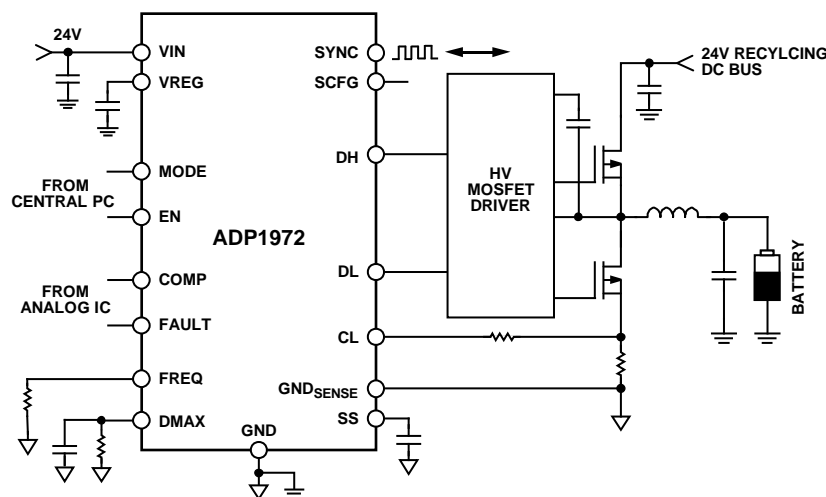 24V
VIN
VREG
MODE
FROM
CENTRAL PC
EN
COMP
FROM
ANALOG IC
FAULT
FREQ
DMAX
ADP1972
GND
SYNC
SCFG
DH
DL
CL
GNDSENSE
SS
HV
MOSFET
DRIVER
24V RECYLCING
DC BUS
BATTERY